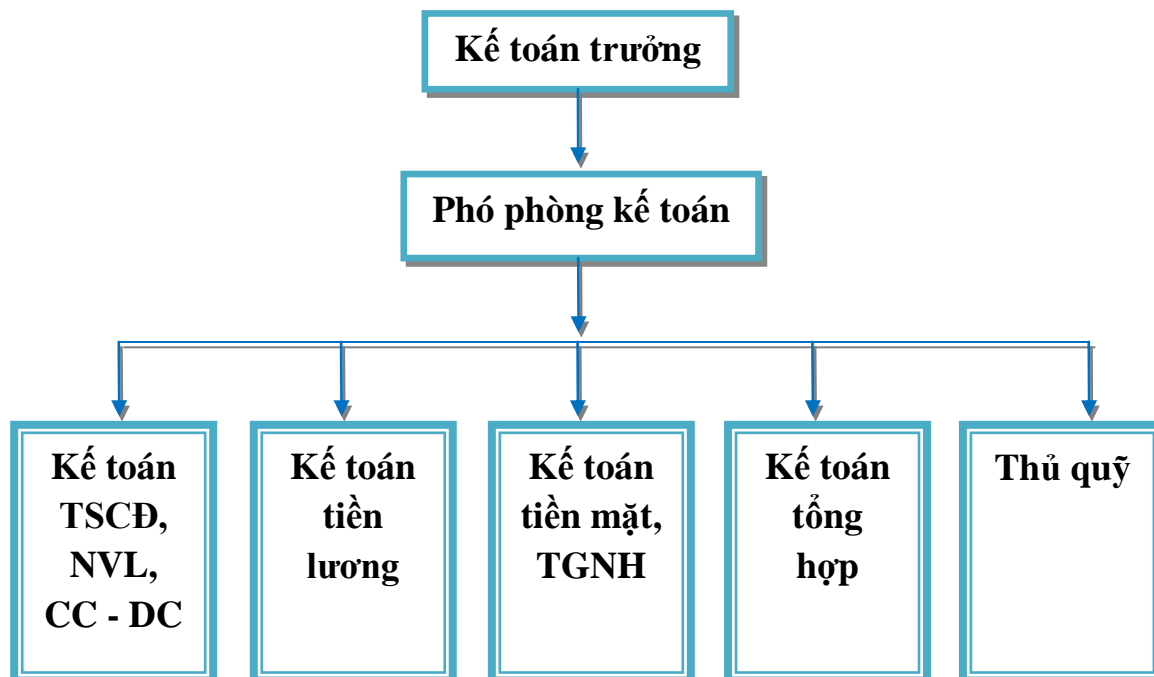 Kế toán trưởng
Phó phòng kế toán
Kế toán
TSCĐ,
NVL,
CC - DC
Kế toán
tiền
lương
Kế toán
tiền mặt,
TGNH
Kế toán
tổng
hợp
Thủ quỹ